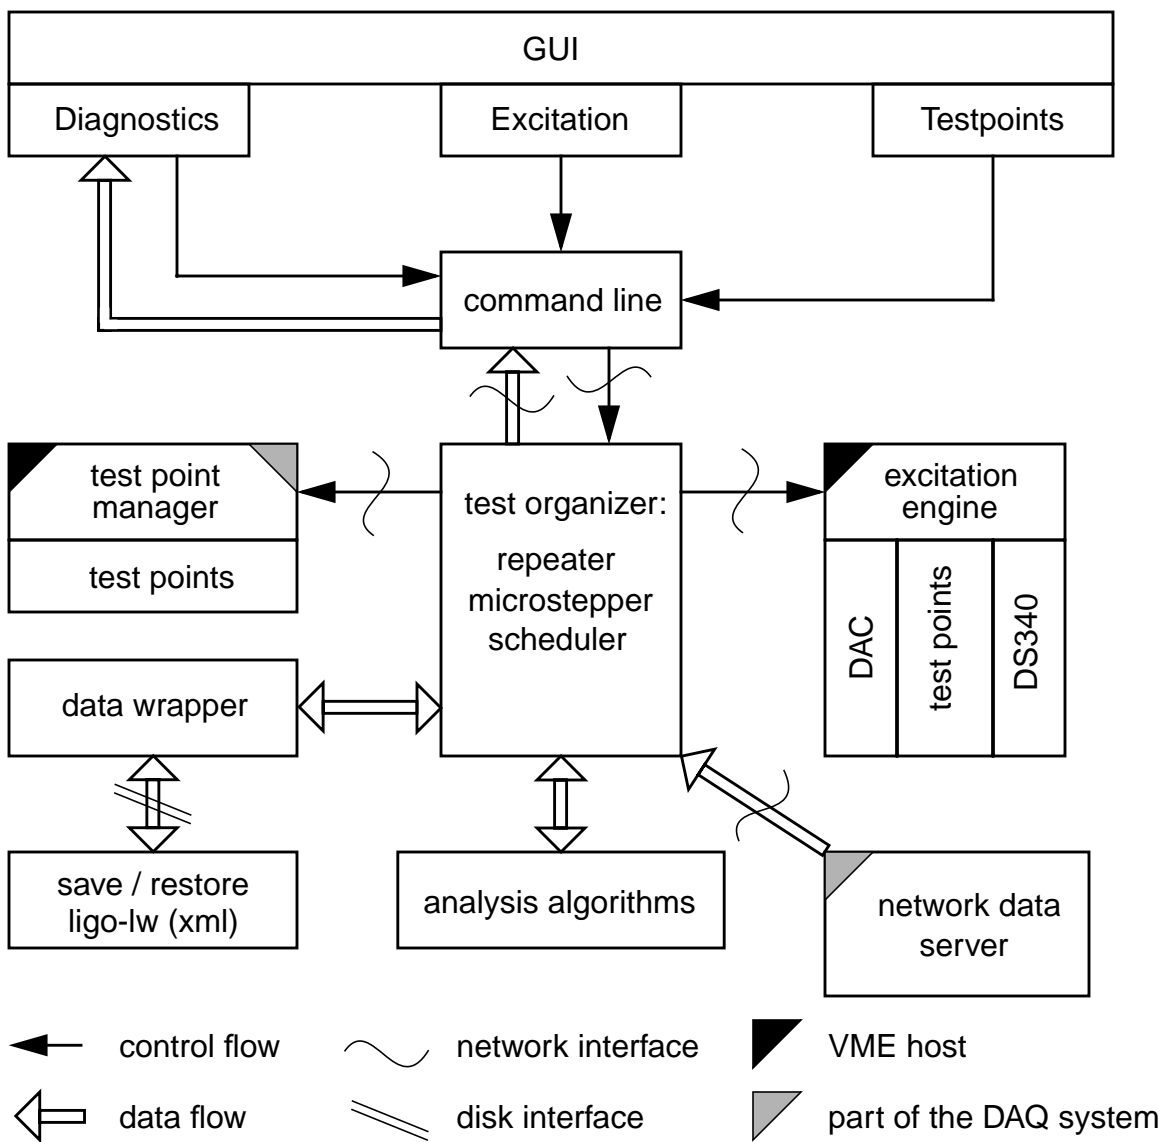 GUI
Diagnostics
Excitation
Testpoints
command line
test point
manager
test points
test organizer:
repeater
microstepper
scheduler
excitation
engine
DAC
test points
DS340
data wrapper
save / restore
ligo-lw (xml)
analysis algorithms
network data
server
control flow
network interface
VME host
data flow
disk interface
part of the DAQ system